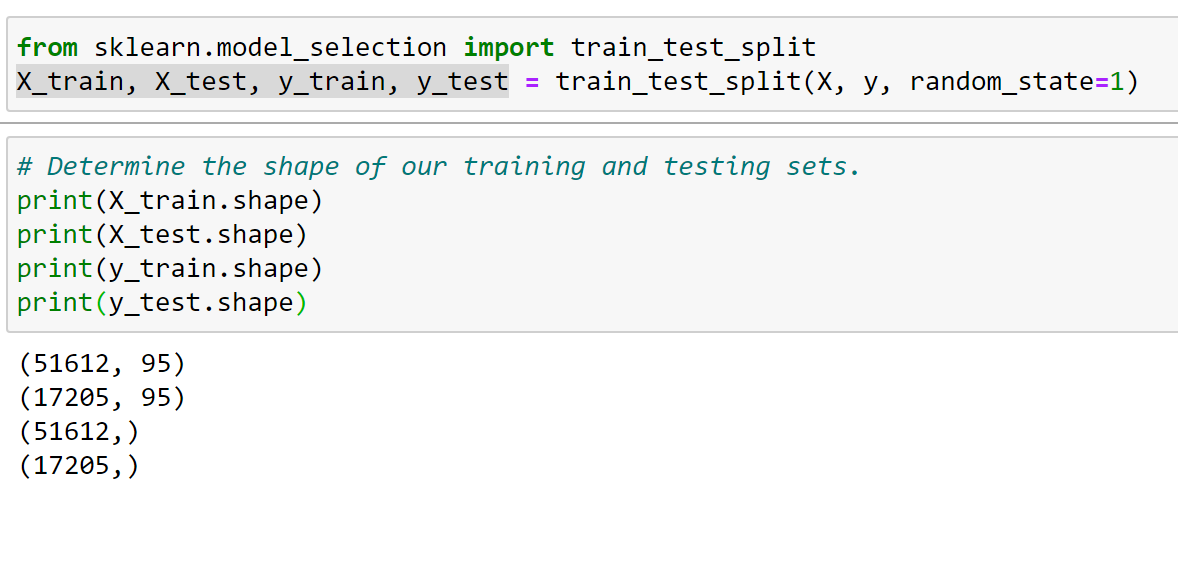 from sklearn.model_selection import train_test_split
X_train, X_test, y_train, y_test = train_test_split(X, y, random_state=1)
# Determine the shape of our training and testing sets.
print(X_train.shape)
print(X_test.shape)
print(y_train.shape)
print(y_test.shape)
(51612, 95)
(17205, 95)
(51612,)
(17205,)